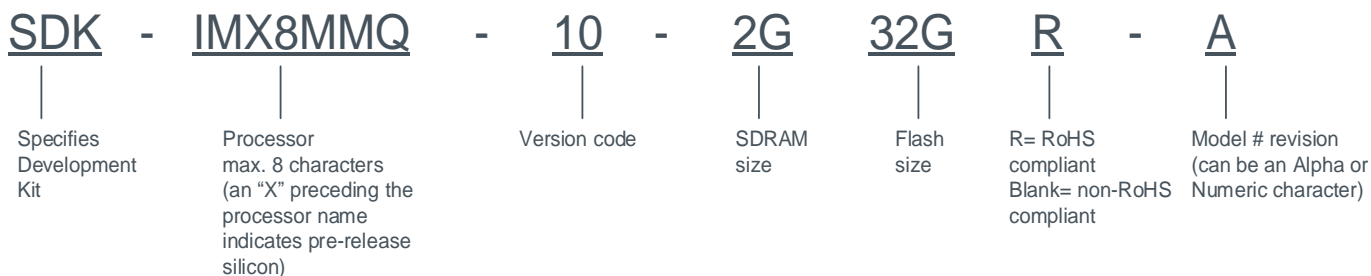 SDK - IMX8MMQ - 10 - 2G 32G R - A
Specifies
Development
Kit
Processor
max. 8 characters
(an “X” preceding the
processor name
indicates pre-release
silicon)
Version code
SDRAM
size
Flash
size
R= RoHS
compliant
Blank= non-RoHS
compliant
Model # revision
(can be an Alpha or
Numeric character)